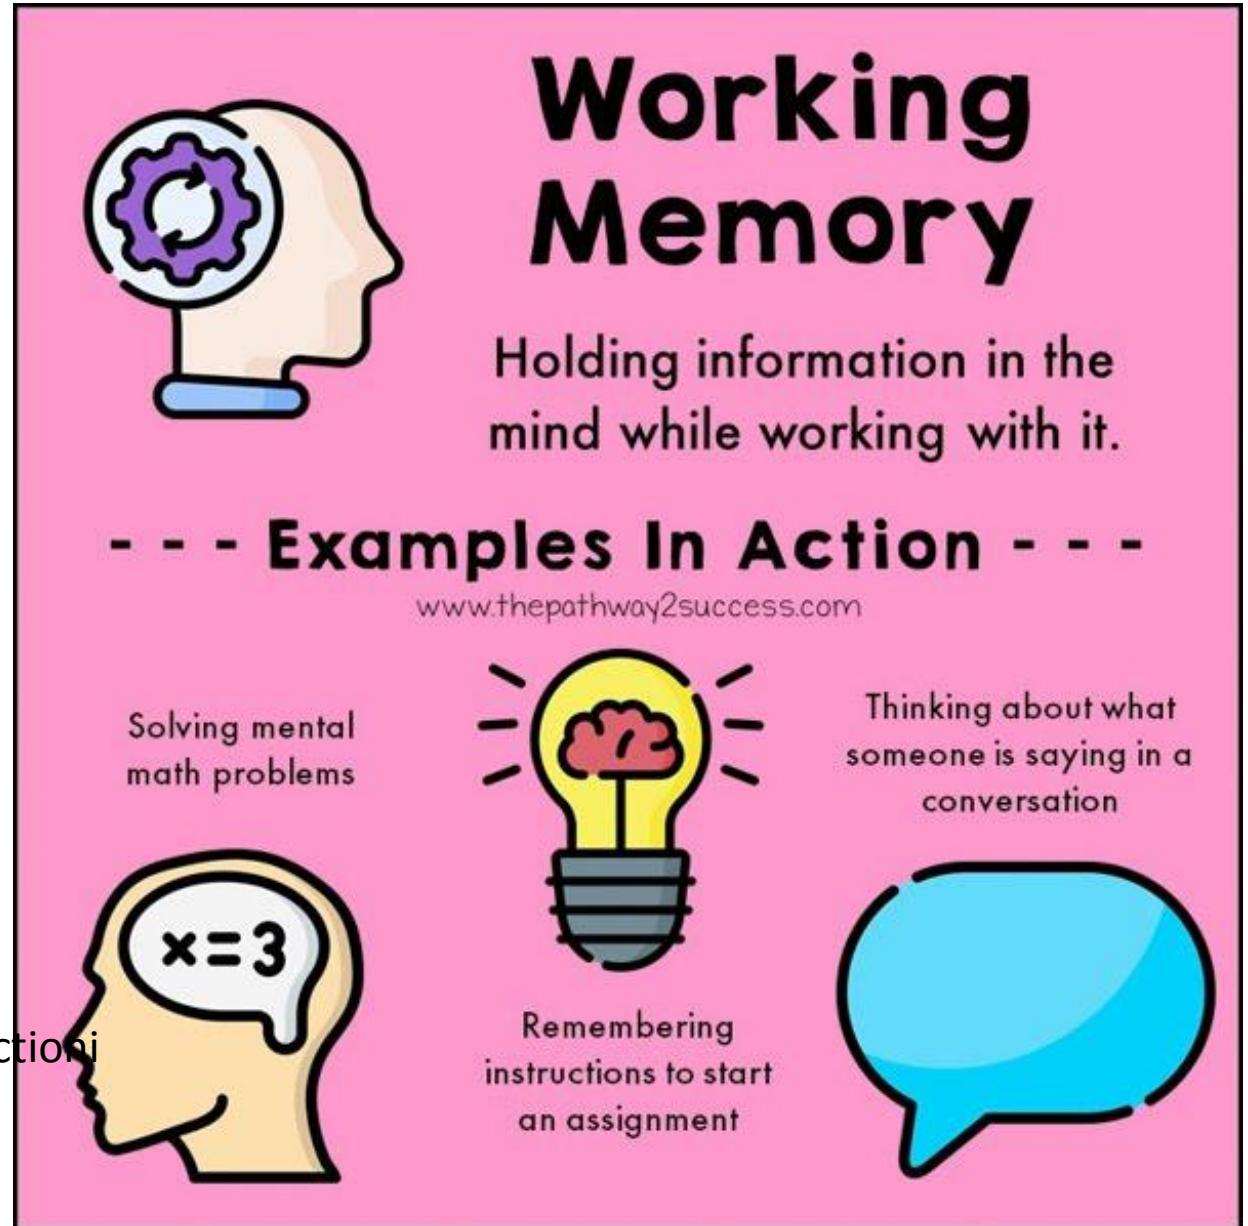 Working
Memory
Holding information in the
mind while working with it.
- - - Examples In Action - - -
www.thepathway2success.com
Solving mental
math problems
x=3
Remembering
instructions to start
an assignment
Thinking about what
someone is saying in a
conversation